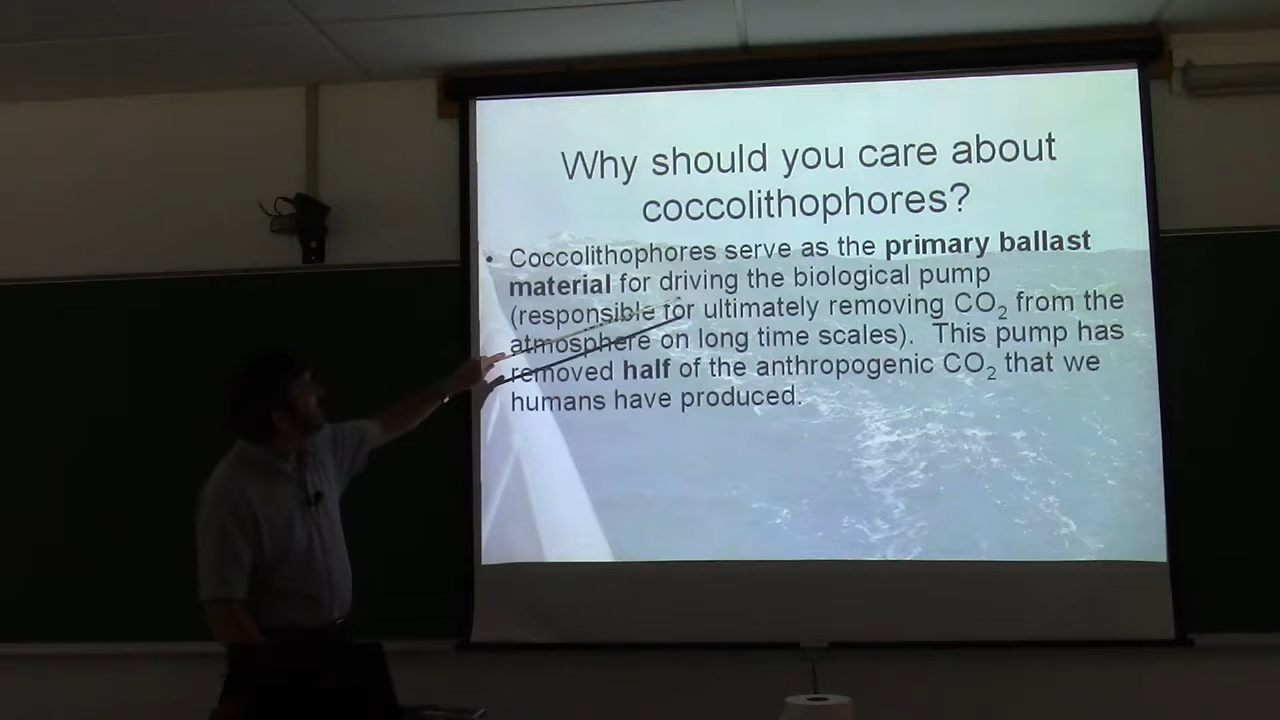 Why should you care about
coccolithophores?
• Coccolithophores serve as the primary ballast
material for driving the biological pump
(responsible for ultimately removing CO₂ from the
atmosphere on long time scales). This pump has
removed half of the anthropogenic CO₂ that we
humans have produced.